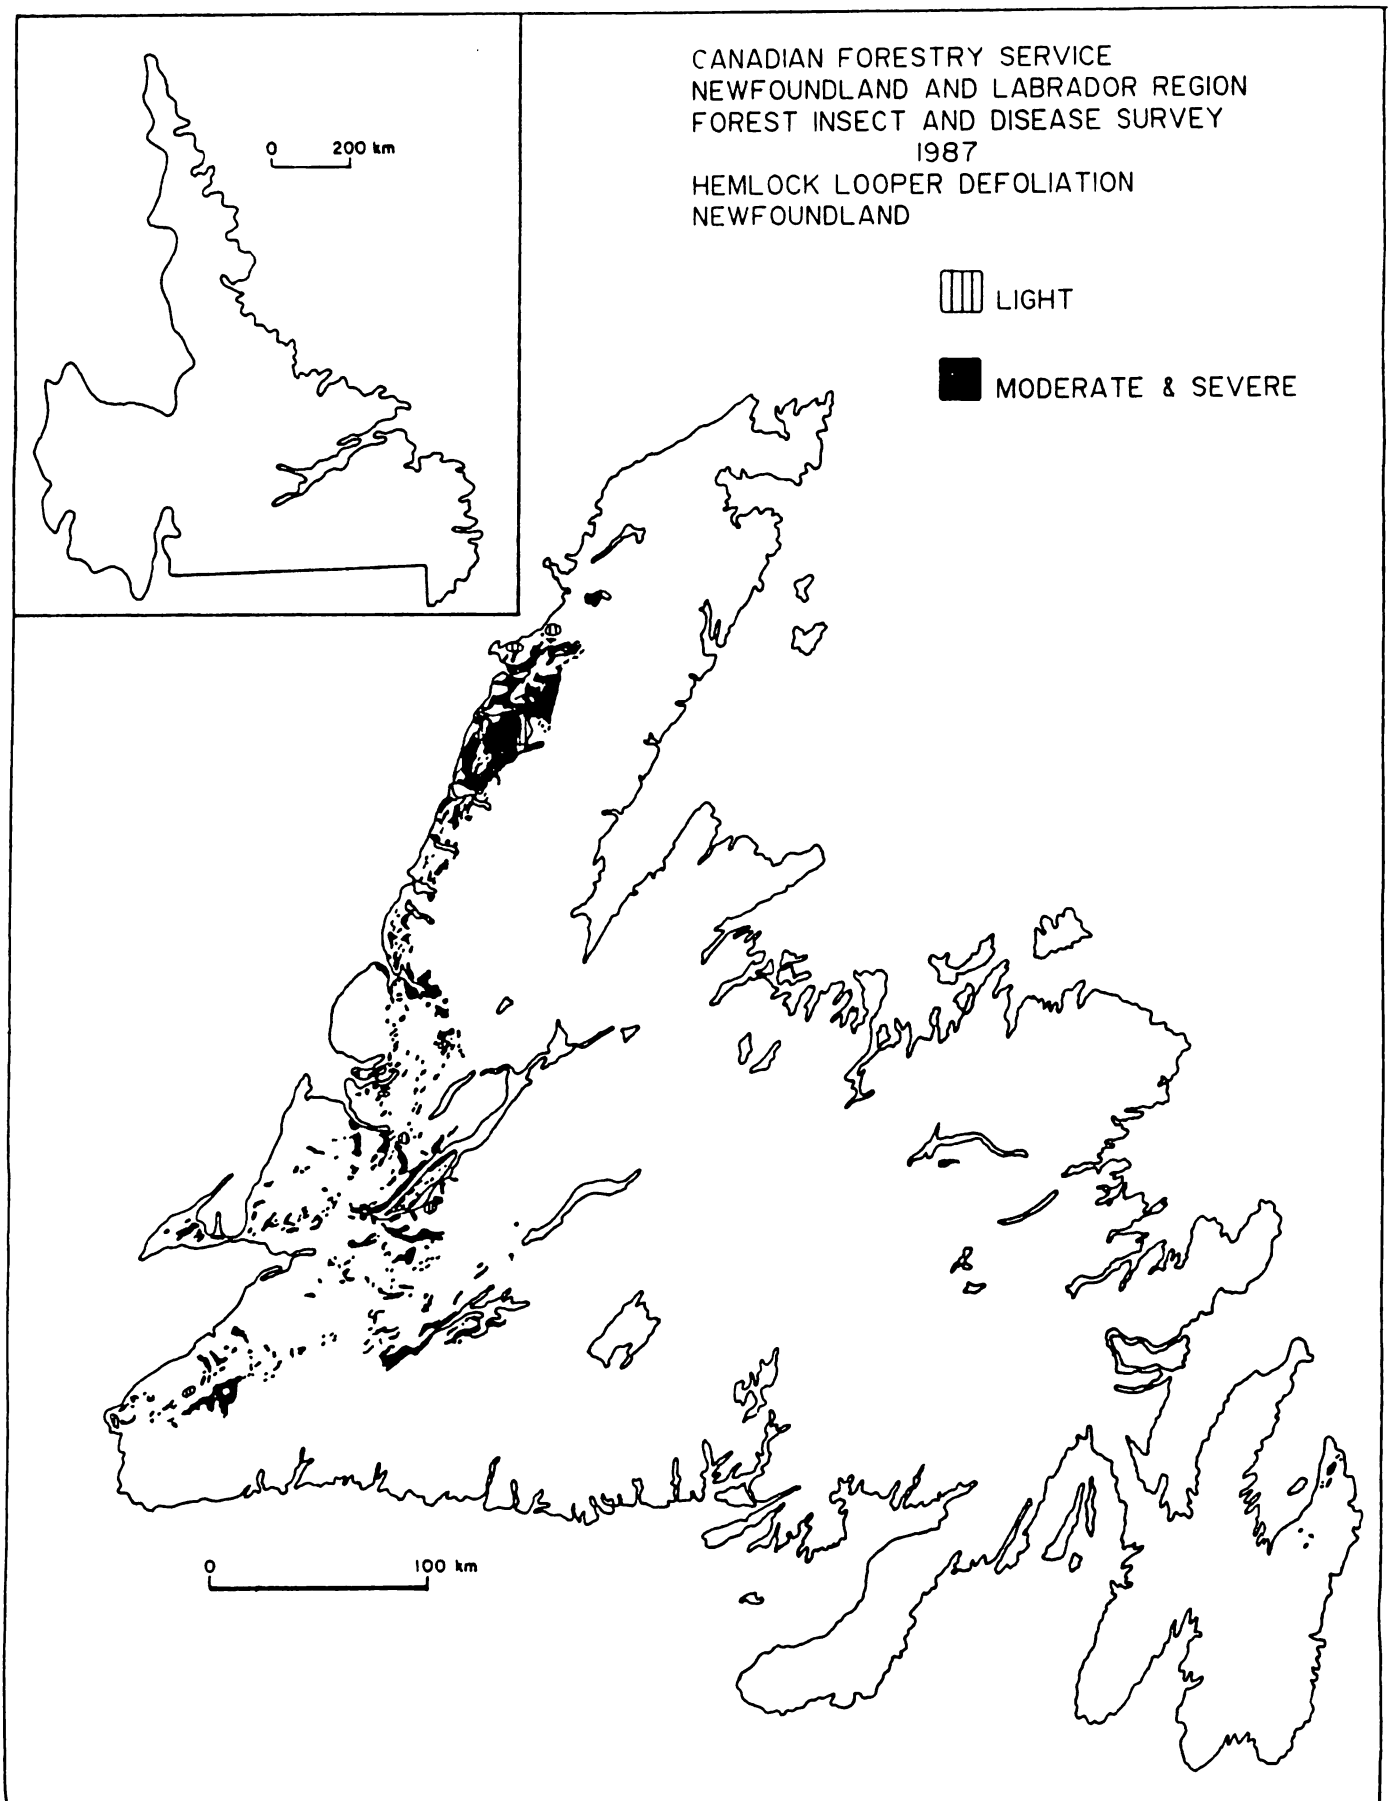 CANADIAN FORESTRY SERVICE
NEWFOUNDLAND AND LABRADOR REGION
FOREST INSECT AND DISEASE SURVEY
1987
HEMLOCK LOOPER DEFOLIATION
NEWFOUNDLAND
0 200 km
LIGHT
MODERATE & SEVERE
0 100 km